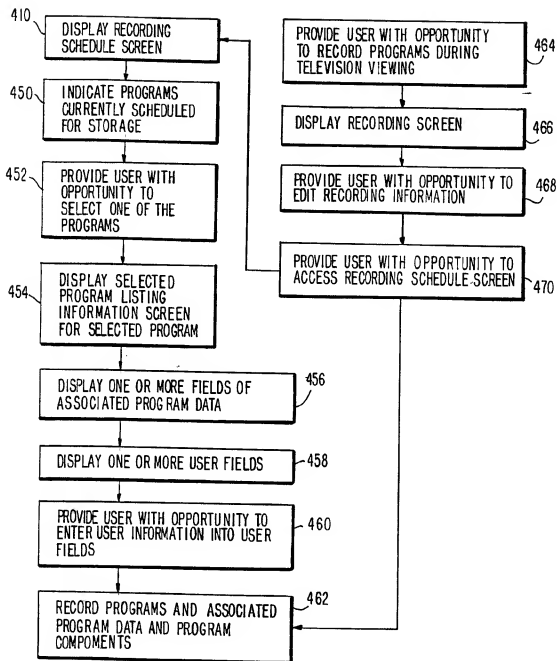 410
DISPLAY RECORDING
SCHEDULE SCREEN
450
INDICATE PROGRAMS
CURRENTLY SCHEDULED
FOR STORAGE
452
PROVIDE USER WITH
OPPORTUNITY TO
SELECT ONE OF THE
PROGRAMS
454
DISPLAY SELECTED
PROGRAM LISTING
INFORMATION SCREEN
FOR SELECTED PROGRAM
DISPLAY ONE OR MORE FIELDS OF
ASSOCIATED PROGRAM DATA
456
DISPLAY ONE OR MORE USER FIELDS
458
PROVIDE USER WITH OPPORTUNITY TO
ENTER USER INFORMATION INTO USER
FIELDS
460
RECORD PROGRAMS AND ASSOCIATED
PROGRAM DATA AND PROGRAM
COMPOMENTS
462
PROVIDE USER WITH OPPORTUNITY
TO RECORD PROGRAMS DURING
TELEVISION VIEWING
464
DISPLAY RECORDING SCREEN
466
PROVIDE USER WITH OPPORTUNITY TO
EDIT RECORDING INFORMATION
468
PROVIDE USER WITH OPPORTUNITY TO
ACCESS RECORDING SCHEDULE SCREEN
470